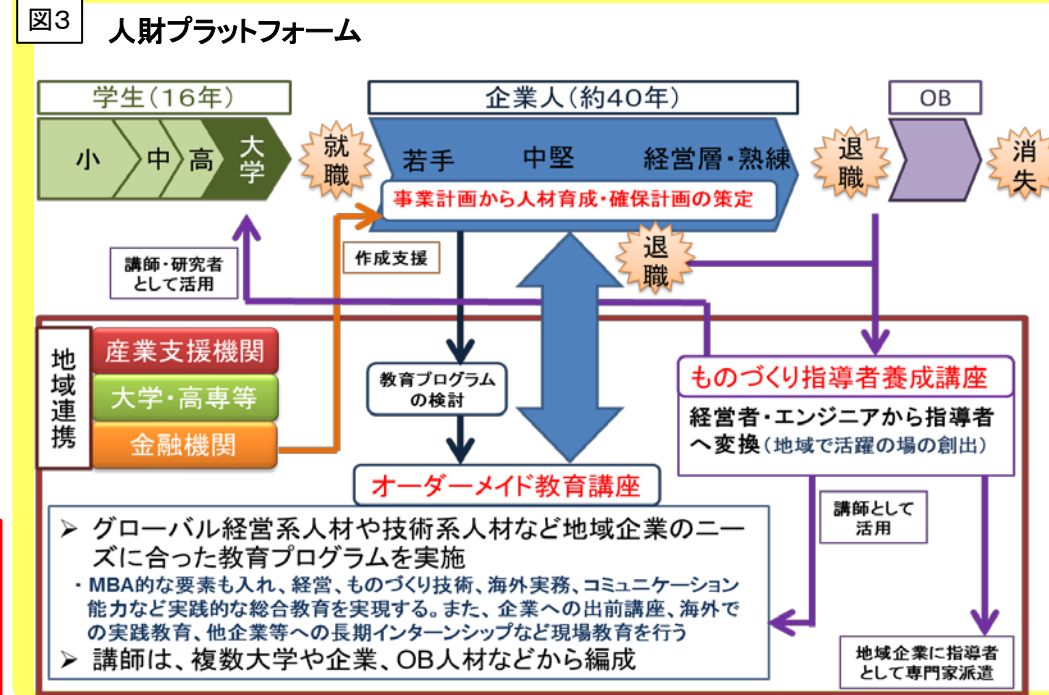 図3
人財プラットフォーム
学生(16年)
企業人(約40年)
OB
小
中
高
大
学
就
職
若手
中堅
経営層・熟練
退
職
消
失
事業計画から人材育成・確保計画の策定
作成支援
退
職
講師・研究者
として活用
地
域
連
携
産業支援機関
大学・高専等
金融機関
教育プログラム
の検討
ものづくり指導者養成講座
経営者・エンジニアから指導者
へ変換(地域で活躍の場の創出)
オーダーメイド教育講座
講師として
活用
➢ グローバル経営系人材や技術系人材など地域企業のニー
ズに合った教育プログラムを実施
・MBA的な要素も入れ、経営、ものづくり技術、海外実務、コミュニケーション
能力など実践的な総合教育を実現する。また、企業への出前講座、海外で
の実践教育、他企業等への長期インターンシップなど現場教育を行う
➢ 講師は、複数大学や企業、OB人材などから編成
地域企業に指導者
として専門家派遣